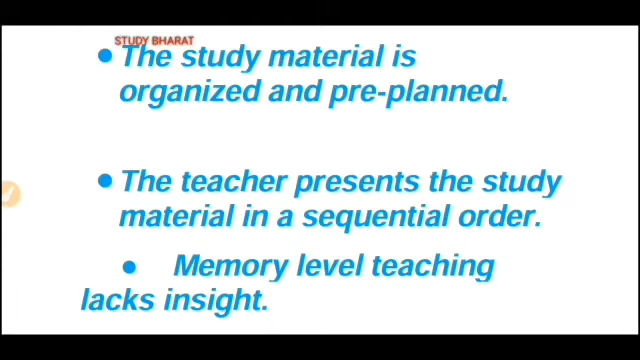 STUDY BHARAT
• The study material is
organized and pre-planned.
• The teacher presents the study
material in a sequential order.
• Memory level teaching
lacks insight.